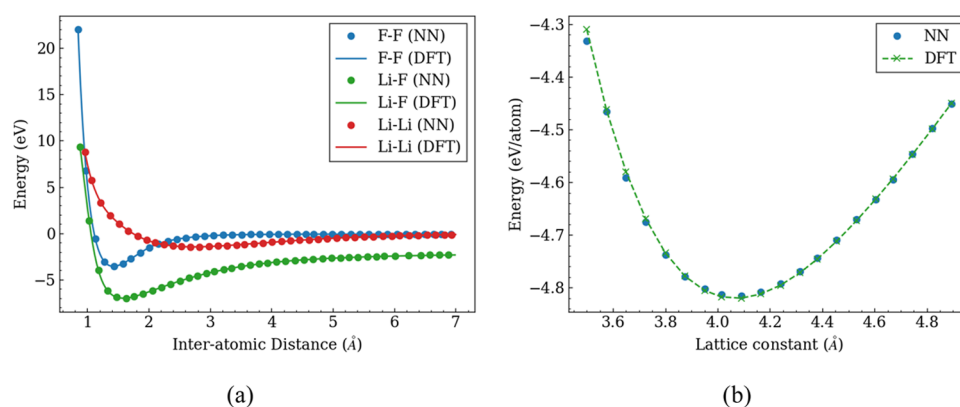 20
15
10
5
0
−5
Energy (eV)
1 2 3 4 5 6 7
Inter-atomic Distance (Å)
F-F (NN)
F-F (DFT)
Li-F (NN)
Li-F (DFT)
Li-Li (NN)
Li-Li (DFT)
(a)
−4.3
−4.4
−4.5
−4.6
−4.7
−4.8
Energy (eV/atom)
3.6 3.8 4.0 4.2 4.4 4.6 4.8
Lattice constant (Å)
NN
DFT
(b)